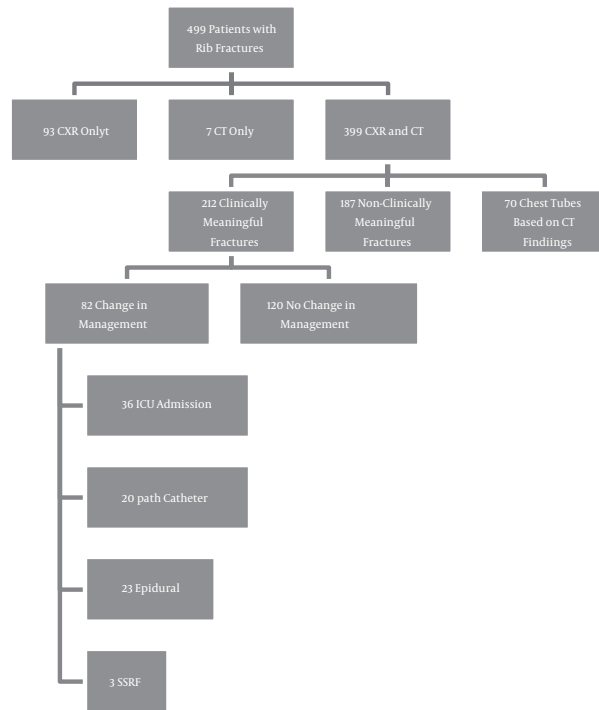 499 Patients with
Rib Fractures
93 CXR Onlyt
7 CT Only
399 CXR and CT
212 Clinically
Meaningful
Fractures
187 Non-Clinically
Meaningful
Fractures
70 Chest Tubes
Based on CT
Findiings
82 Change in
Management
120 No Change in
Management
36 ICU Admission
20 path Catheter
23 Epidural
3 SSRF